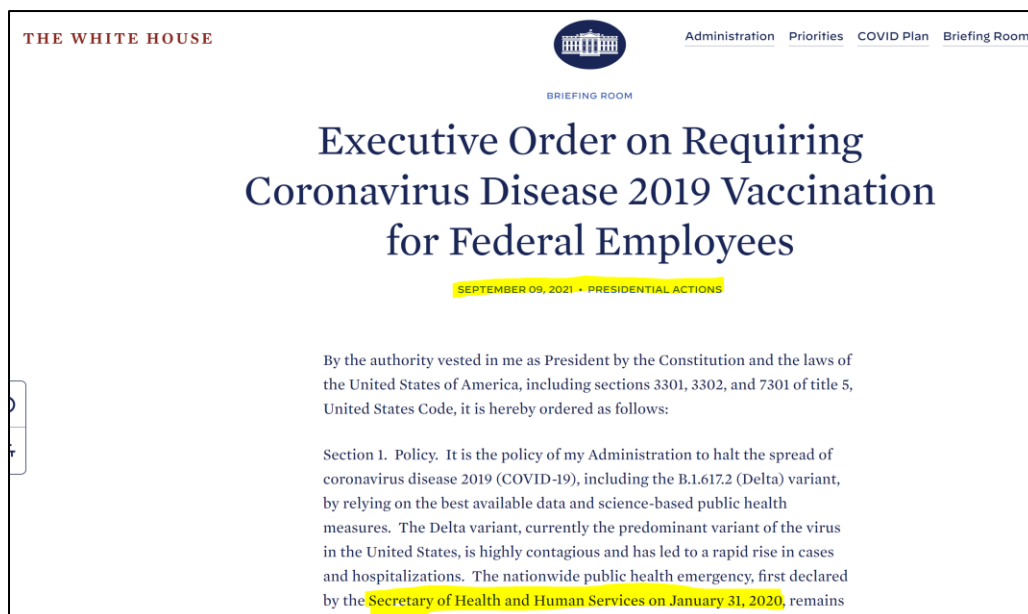 THE WHITE HOUSE
Administration Priorities COVID Plan Briefing Room
BRIEFING ROOM
Executive Order on Requiring
Coronavirus Disease 2019 Vaccination
for Federal Employees
SEPTEMBER 09, 2021 • PRESIDENTIAL ACTIONS
By the authority vested in me as President by the Constitution and the laws of
the United States of America, including sections 3301, 3302, and 7301 of title 5,
United States Code, it is hereby ordered as follows:
Section 1. Policy. It is the policy of my Administration to halt the spread of
coronavirus disease 2019 (COVID-19), including the B.1.617.2 (Delta) variant,
by relying on the best available data and science-based public health
measures. The Delta variant, currently the predominant variant of the virus
in the United States, is highly contagious and has led to a rapid rise in cases
and hospitalizations. The nationwide public health emergency, first declared
by the Secretary of Health and Human Services on January 31, 2020, remains